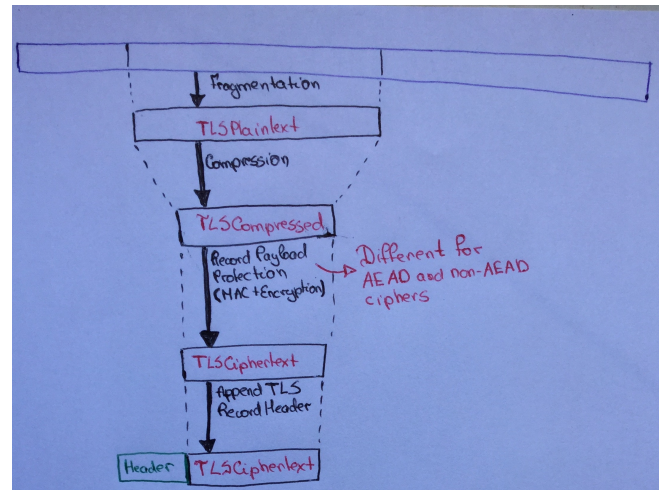 Fragmentation
TLSPlaintext
Compression
TLSCompressed
Record Payload
Protection
(MAC+Encryption)
Different for
AEAD and non-AEAD
ciphers
TLSCiphertext
Append TLS
Record Header
Header
TLSCiphertext